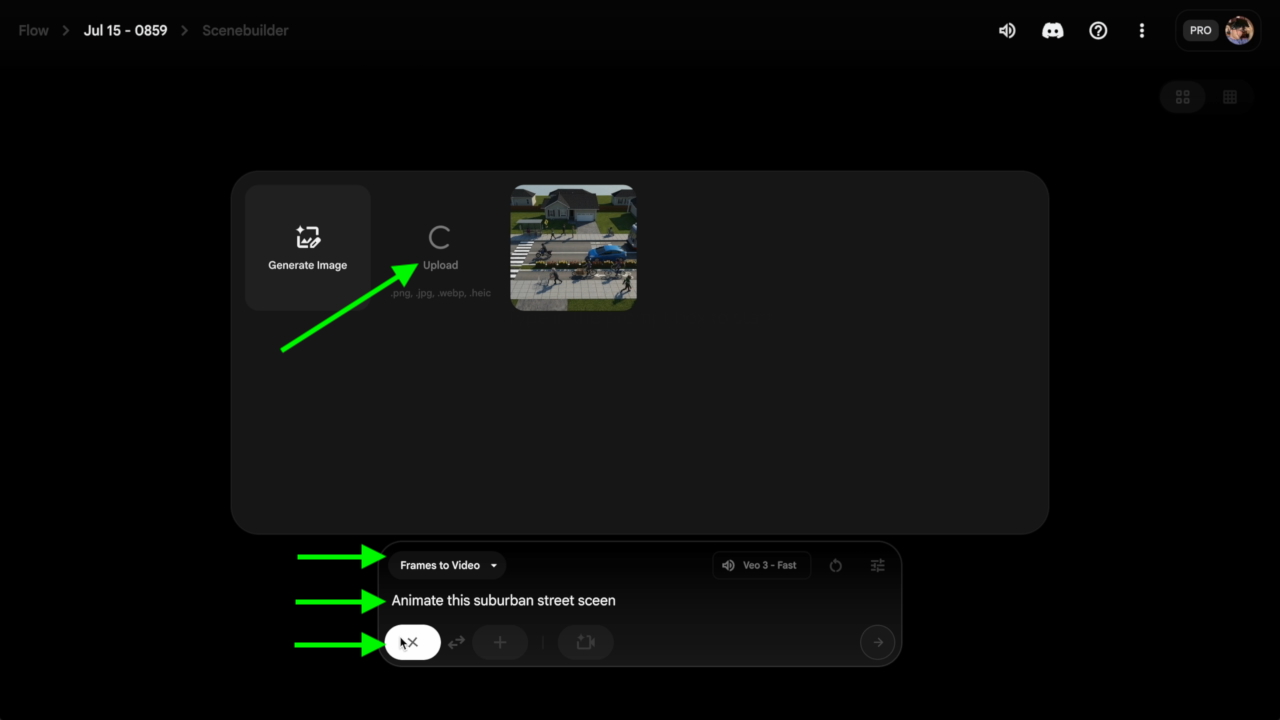 Flow > Jul 15 - 0859 > Scenebuilder
PRO
Generate Image
Upload
.png, .jpg, .webp, .heic
Frames to Video
Veo 3 - Fast
Animate this suburban street sceen